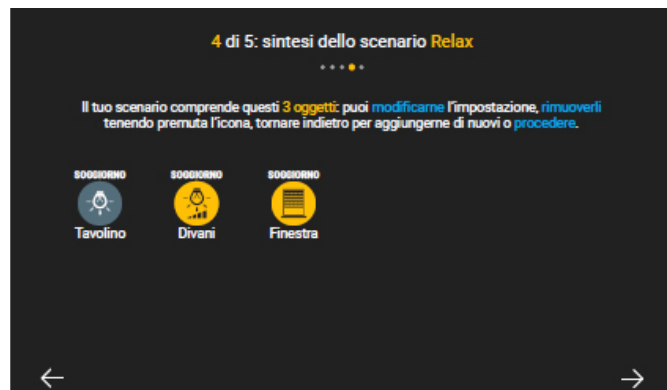 4 di 5: sintesi dello scenario Relax
Il tuo scenario comprende questi 3 oggetti: puoi modificarne l'impostazione, rimuoverli
tenendo premuta l'icona, tornare indietro per aggiungerne di nuovi o procedere.
SOGGIORNO SOGGIORNO SOGGIORNO
Tavolino Divani Finestra